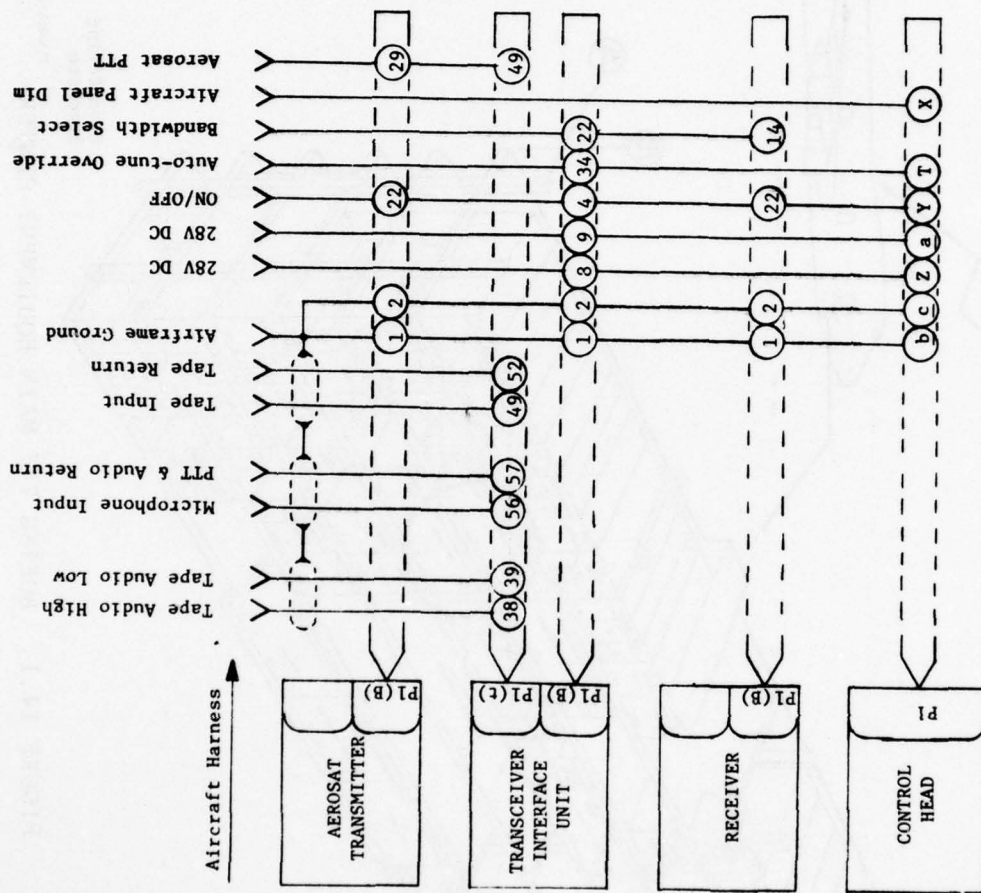 Aircraft Harness
Tape Audio High
Tape Audio Low
Microphone Input
PTT & Audio Return
Tape Input
Tape Return
Airframe Ground
28V DC
28V DC
ON/OFF
Auto-tune Override
Bandwidth Select
Aircraft Panel Dim
Aerosat PTT
AEROSAT
TRANSMITTER
P1(B)
1
2
22
29
TRANSCEIVER
INTERFACE
UNIT
P1(t)
38
39
56
57
49
52
49
P1(B)
1
2
8
9
4
34
22
RECEIVER
P1(B)
1
2
22
14
CONTROL
HEAD
P1
b
c
Z
a
Y
T
X